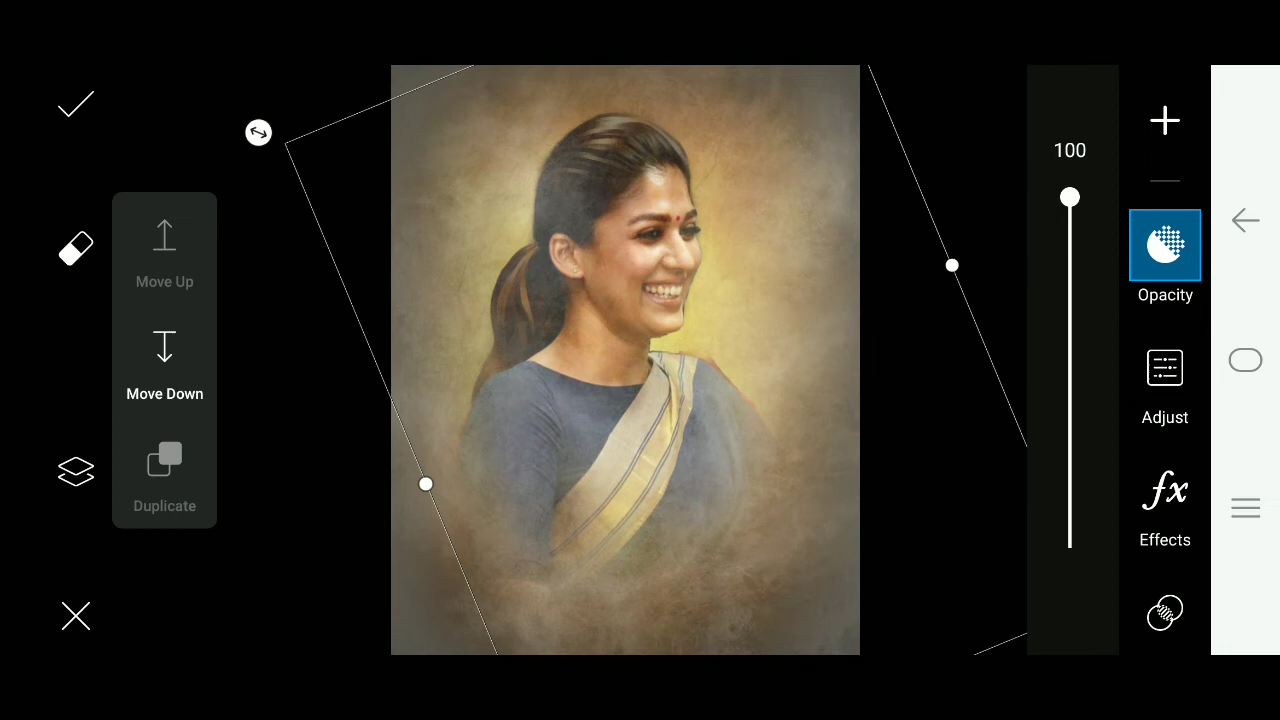 Move Up
Move Down
Duplicate
100
Opacity
Adjust
fx
Effects